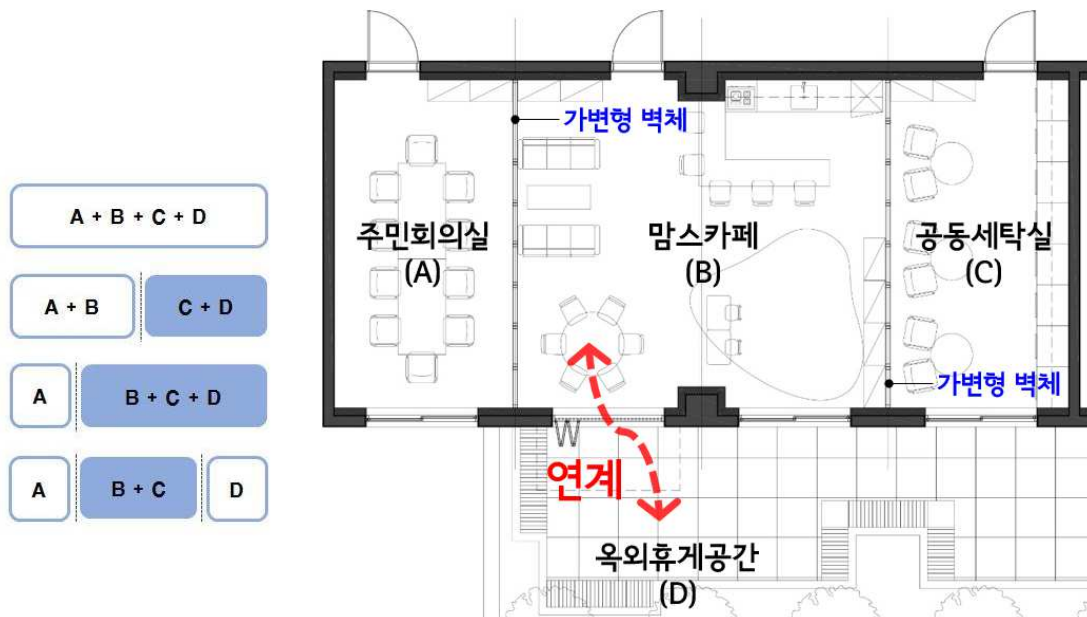 A + B + C + D
A + B
C + D
A
B + C + D
A
B + C
D
가변형 벽체
주민회의실
(A)
맘스카페
(B)
공동세탁실
(C)
가변형 벽체
W
연계
옥외휴게공간
(D)